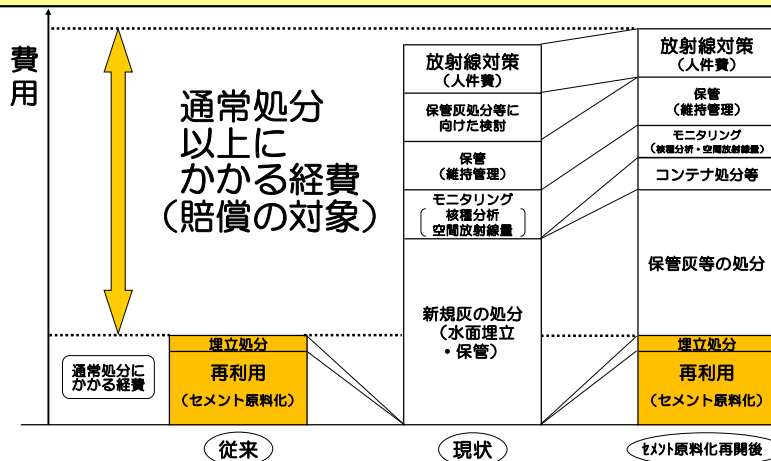 費用
通常処分
以上に
かかる経費
(賠償の対象)
通常処分に
かかる経費
埋立処分
再利用
(セメント原料化)
従来
放射線対策
(人件費)
保管灰処分等に
向けた検討
保管
(維持管理)
モニタリング
核種分析
空間放射線量
新規灰の処分
(水面埋立
・保管)
現状
放射線対策
(人件費)
保管
(維持管理)
モニタリング
(核種分析・空間放射線量)
コンテナ処分等
保管灰等の処分
埋立処分
再利用
(セメント原料化)
セメント原料化再開後